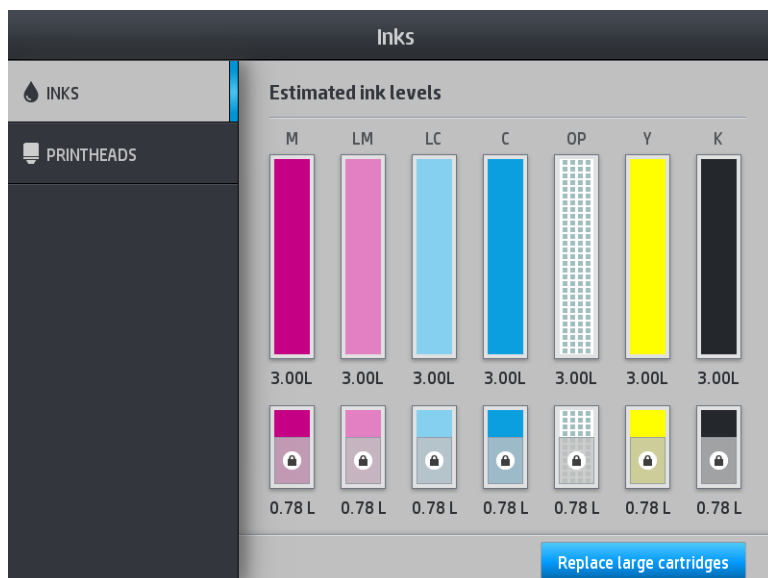 Inks
INKS
PRINTHEADS
Estimated ink levels
M LM LC C OP Y K
3.00L 3.00L 3.00L 3.00L 3.00L 3.00L 3.00L
0.78 L 0.78 L 0.78 L 0.78 L 0.78 L 0.78 L 0.78 L
Replace large cartridges